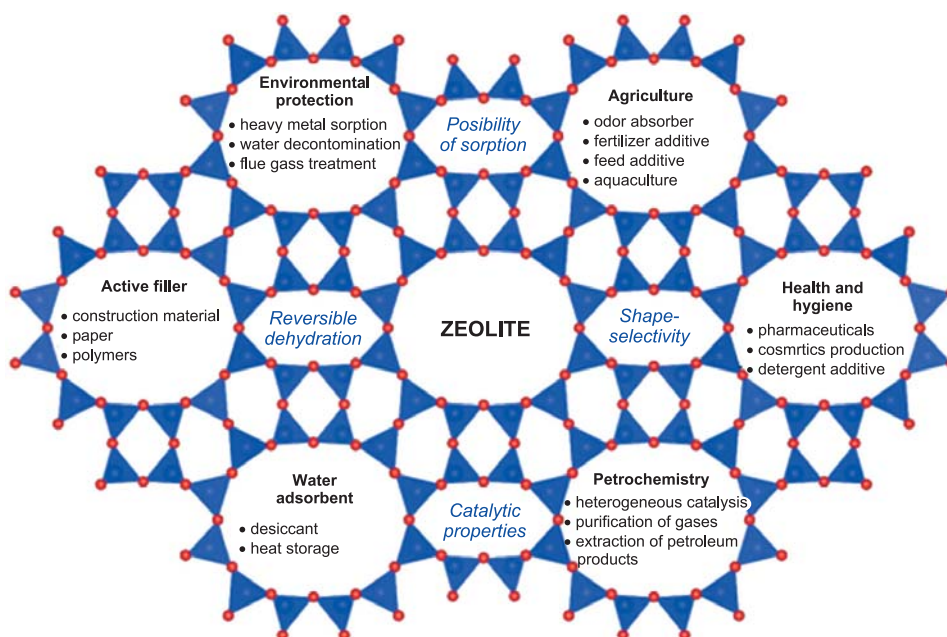 Environmental
protection
• heavy metal sorption
• water decontomination
• flue gass treatment
Posibility
of sorption
Agriculture
• odor absorber
• fertilizer additive
• feed additive
• aquaculture
Active filler
• construction material
• paper
• polymers
Reversible
dehydration
ZEOLITE
Shape-
selectivity
Health and
hygiene
• pharmaceuticals
• cosmrtics production
• detergent additive
Water
adsorbent
• desiccant
• heat storage
Catalytic
properties
Petrochemistry
• heterogeneous catalysis
• purification of gases
• extraction of petroleum
products